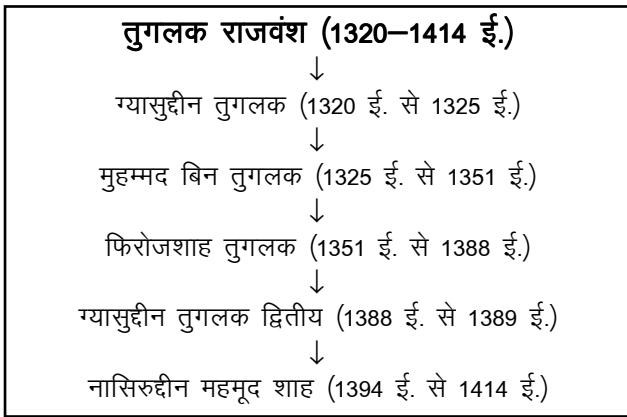 तुगलक राजवंश (1320–1414 ई.)
↓
ग्यासुद्दीन तुगलक (1320 ई. से 1325 ई.)
↓
मुहम्मद बिन तुगलक (1325 ई. से 1351 ई.)
↓
फिरोजशाह तुगलक (1351 ई. से 1388 ई.)
↓
ग्यासुद्दीन तुगलक द्वितीय (1388 ई. से 1389 ई.)
↓
नासिरुद्दीन महमूद शाह (1394 ई. से 1414 ई.)